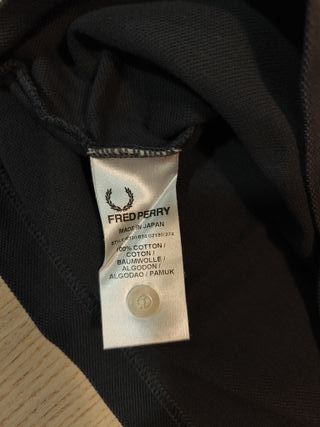 FRED PERRY
MADE IN JAPAN
100% COTTON /
COTON /
BAUMWOLLE /
ALGODON /
ALGODAO / PAMUK